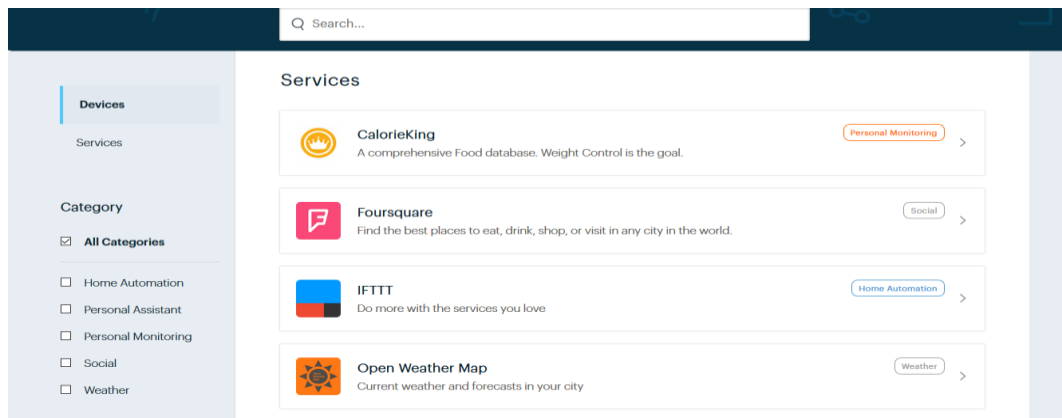 Search...
Devices
Services
Category
All Categories
Home Automation
Personal Assistant
Personal Monitoring
Social
Weather
Services
CalorieKing
Personal Monitoring
A comprehensive Food database. Weight Control is the goal.
Foursquare
Social
Find the best places to eat, drink, shop, or visit in any city in the world.
IFTTT
Home Automation
Do more with the services you love
Open Weather Map
Weather
Current weather and forecasts in your city